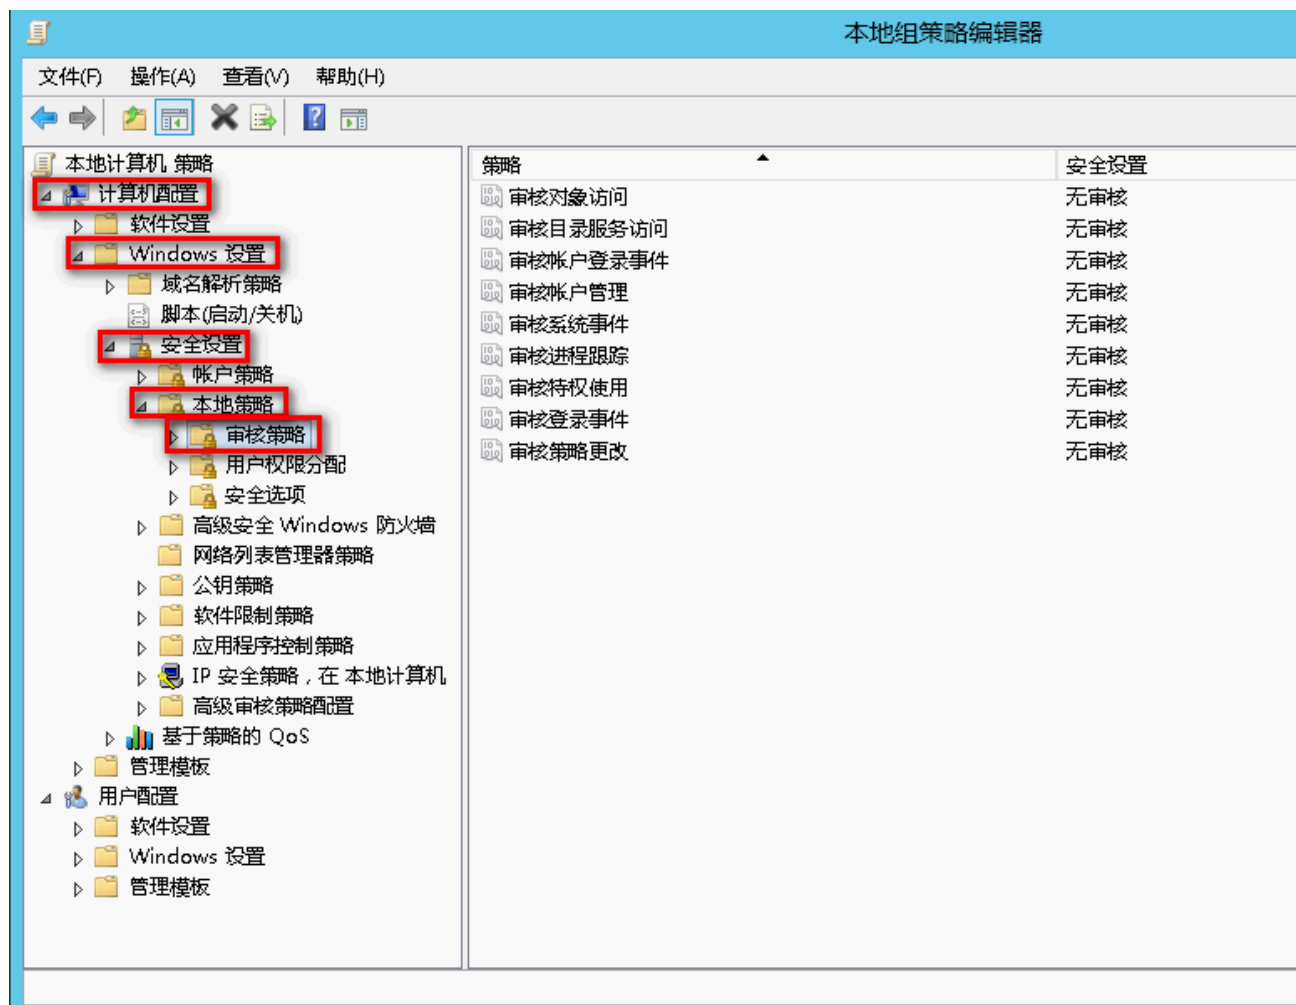 本地组策略编辑器
文件(F) 操作(A) 查看(V) 帮助(H)
本地计算机 策略
计算机配置
软件设置
Windows 设置
域名解析策略
脚本(启动/关机)
安全设置
帐户策略
本地策略
审核策略
用户权限分配
安全选项
高级安全 Windows 防火墙
网络列表管理器策略
公钥策略
软件限制策略
应用程序控制策略
IP 安全策略，在 本地计算机
高级审核策略配置
基于策略的 QoS
管理模板
用户配置
软件设置
Windows 设置
管理模板
策略 安全设置
审核对象访问 无审核
审核目录服务访问 无审核
审核帐户登录事件 无审核
审核帐户管理 无审核
审核系统事件 无审核
审核进程跟踪 无审核
审核特权使用 无审核
审核登录事件 无审核
审核策略更改 无审核